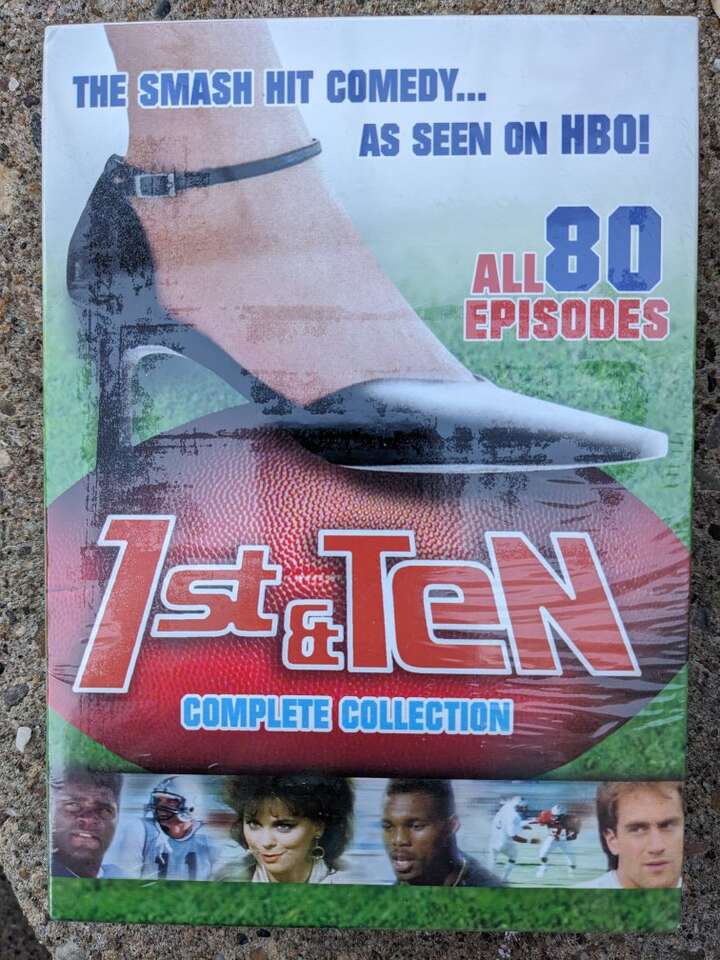 THE SMASH HIT COMEDY...
AS SEEN ON HBO!
ALL 80
EPISODES
1st & TeN
COMPLETE COLLECTION